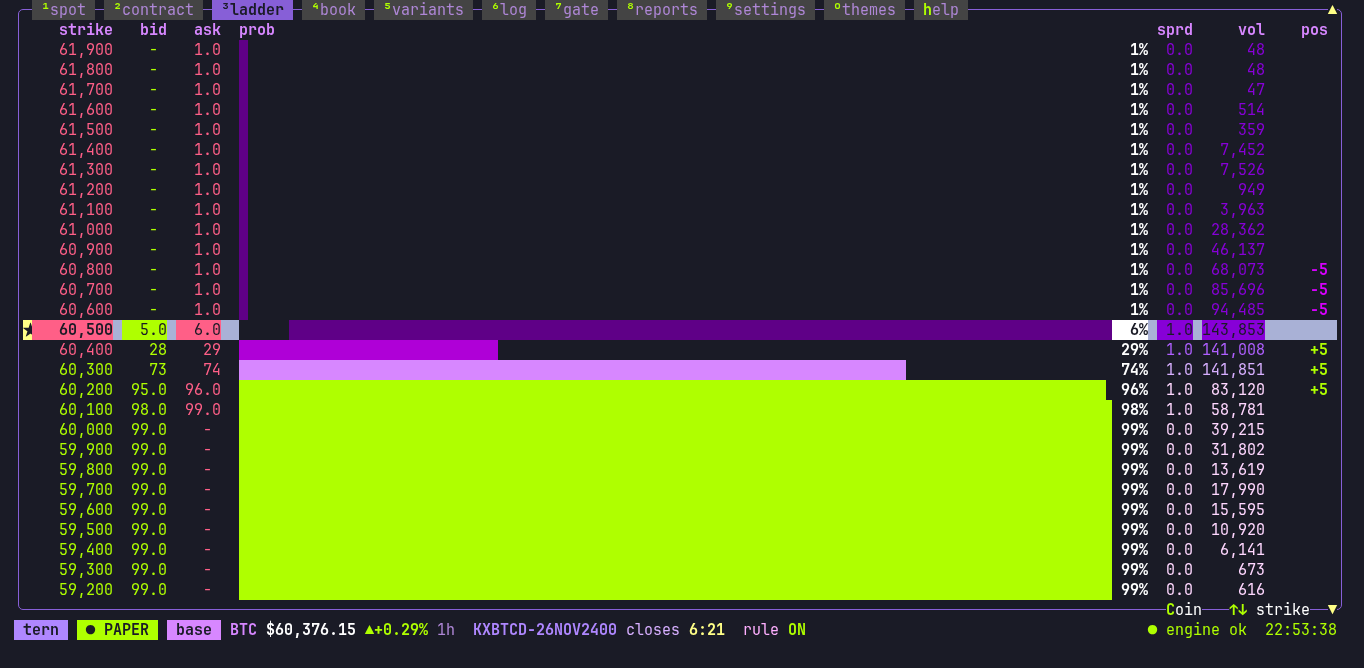 ¹spot ²contract ³ladder ⁴book ⁵variants ⁶log ⁷gate ⁸reports ⁹settings ⁰themes help ▲
strike bid ask prob sprd vol pos
61,900 - 1.0 1% 0.0 48
61,800 - 1.0 1% 0.0 48
61,700 - 1.0 1% 0.0 47
61,600 - 1.0 1% 0.0 514
61,500 - 1.0 1% 0.0 359
61,400 - 1.0 1% 0.0 7,452
61,300 - 1.0 1% 0.0 7,526
61,200 - 1.0 1% 0.0 949
61,100 - 1.0 1% 0.0 3,963
61,000 - 1.0 1% 0.0 28,362
60,900 - 1.0 1% 0.0 46,137
60,800 - 1.0 1% 0.0 68,073 -5
60,700 - 1.0 1% 0.0 85,696 -5
60,600 - 1.0 1% 0.0 94,485 -5
★ 60,500 5.0 6.0 6% 1.0 143,853
60,400 28 29 29% 1.0 141,008 +5
60,300 73 74 74% 1.0 141,851 +5
60,200 95.0 96.0 96% 1.0 83,120 +5
60,100 98.0 99.0 98% 1.0 58,781
60,000 99.0 - 99% 0.0 39,215
59,900 99.0 - 99% 0.0 31,802
59,800 99.0 - 99% 0.0 13,619
59,700 99.0 - 99% 0.0 17,990
59,600 99.0 - 99% 0.0 15,595
59,500 99.0 - 99% 0.0 10,920
59,400 99.0 - 99% 0.0 6,141
59,300 99.0 - 99% 0.0 673
59,200 99.0 - 99% 0.0 616
Coin ↑↓ strike ▼
tern ● PAPER base BTC $60,376.15 ▲+0.29% 1h KXBTCD-26NOV2400 closes 6:21 rule ON ● engine ok 22:53:38